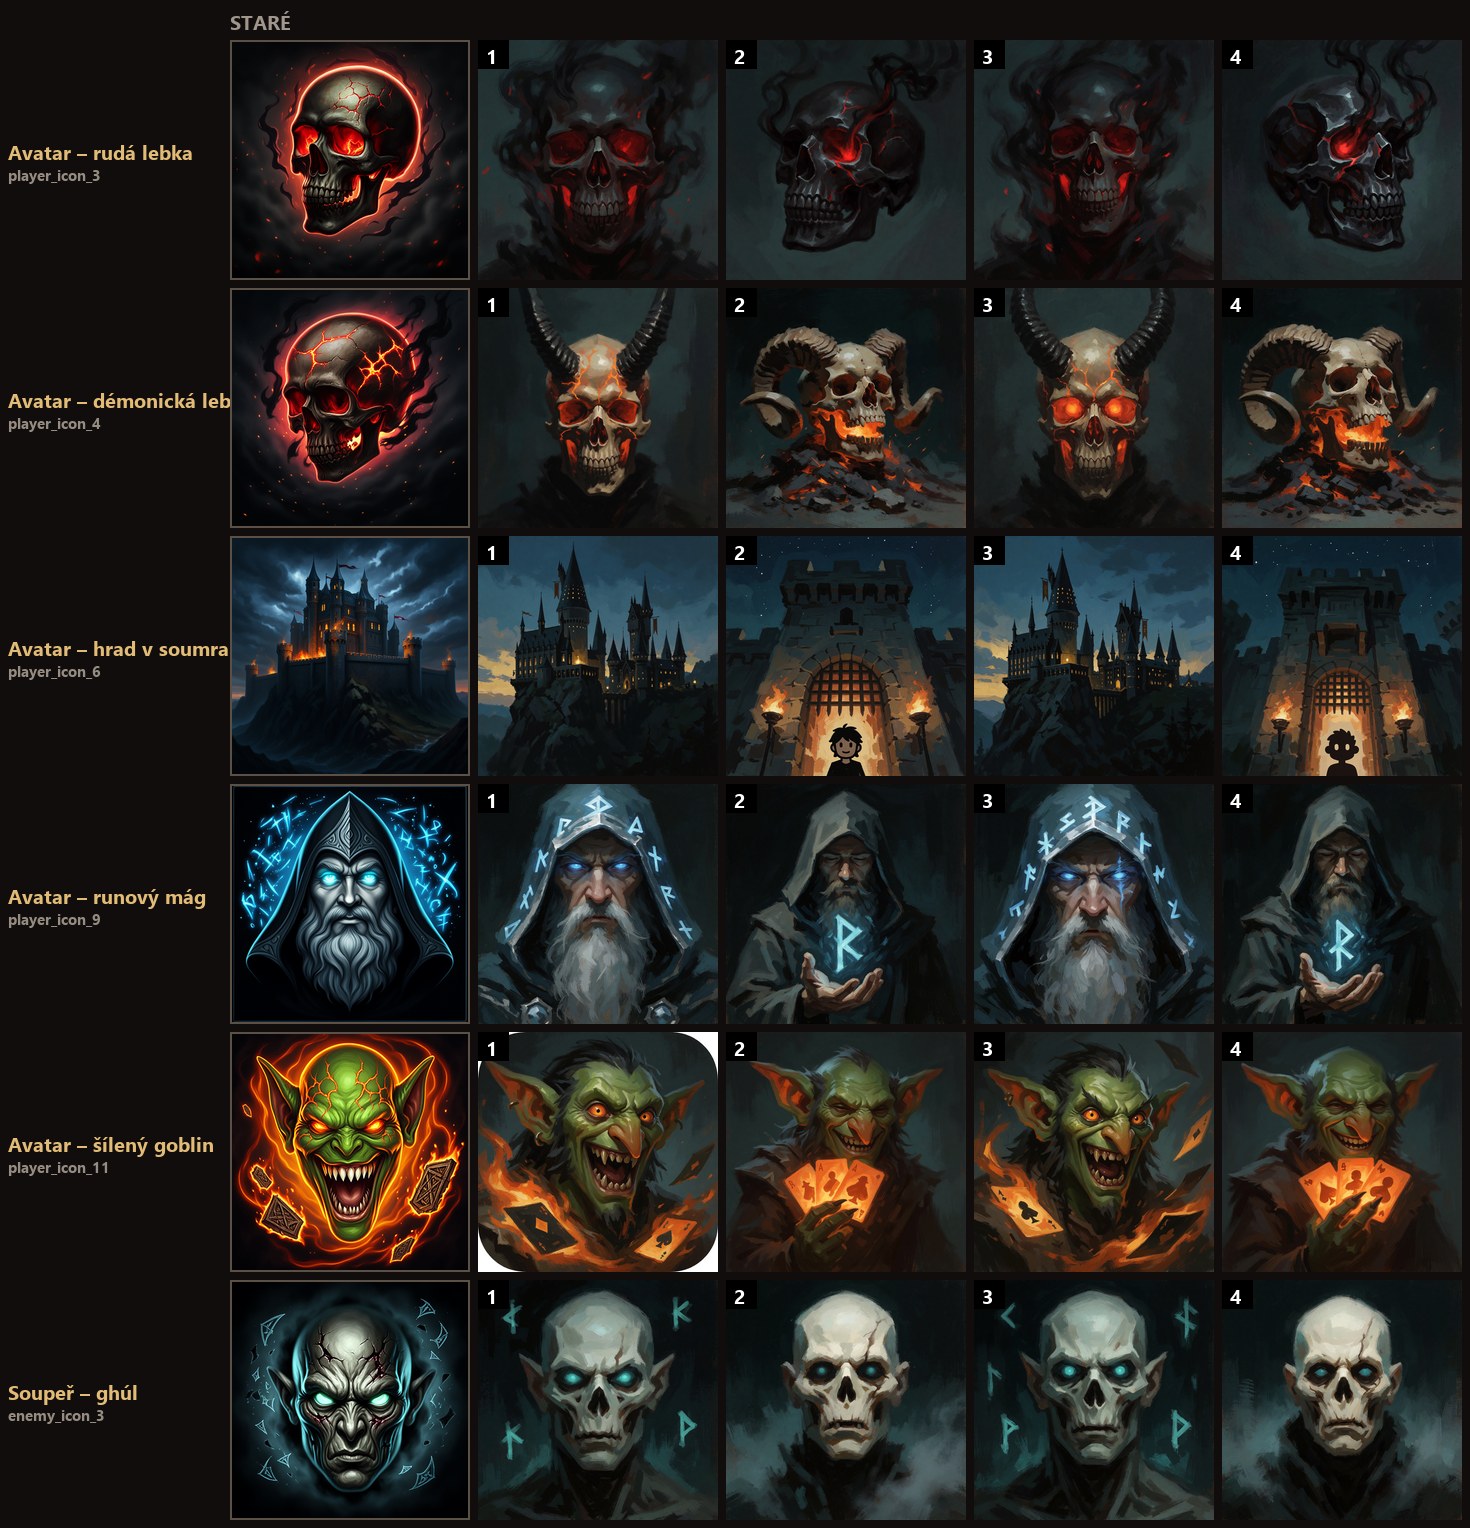 STARÉ
Avatar – rudá lebka
player_icon_3
1
2
3
4
Avatar – démonická leb
player_icon_4
1
2
3
4
Avatar – hrad v soumra
player_icon_6
1
2
3
4
Avatar – runový mág
player_icon_9
1
2
3
4
Avatar – šílený goblin
player_icon_11
1
2
3
4
Soupeř – ghúl
enemy_icon_3
1
2
3
4